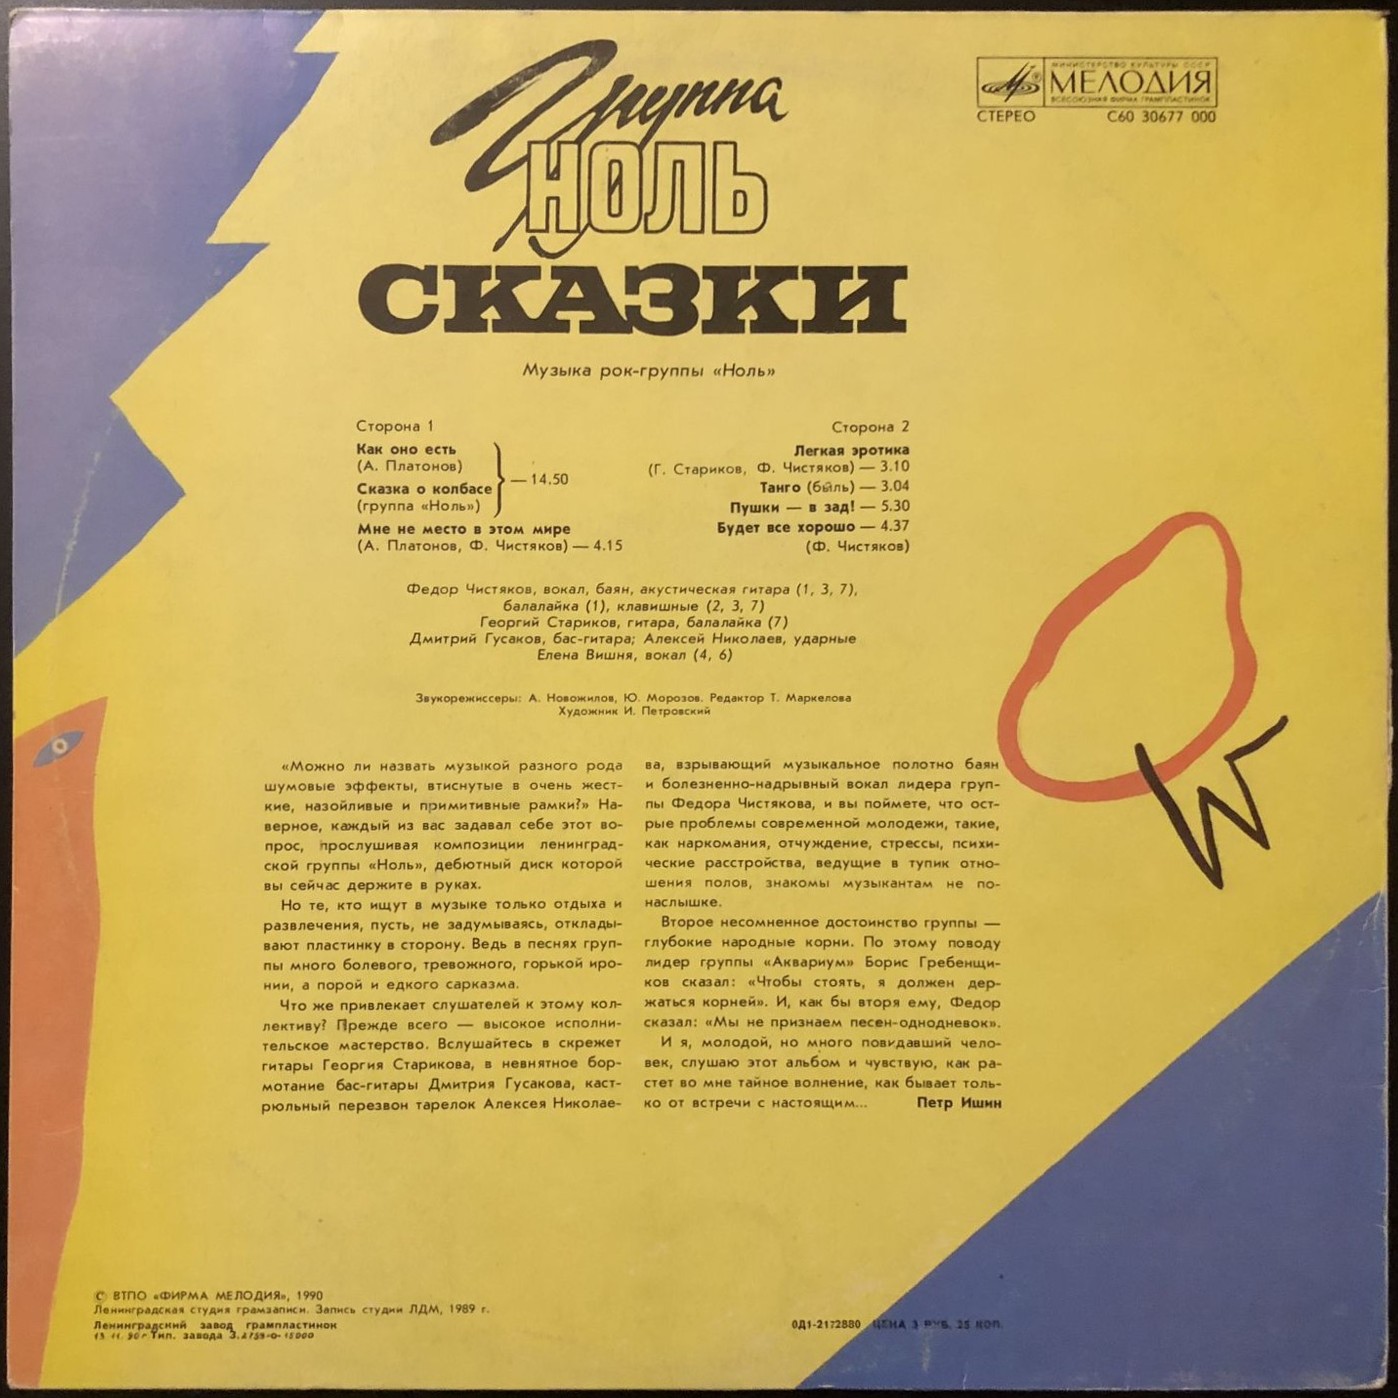 Группа
НОЛЬ
СКАЗКИ
МИНИСТЕРСТВО КУЛЬТУРЫ СССР
МЕЛОДИЯ
ВСЕСОЮЗНАЯ ФИРМА ГРАМПЛАСТИНОК
СТЕРЕО С60 30677 000
Музыка рок-группы «Ноль»
Сторона 1
Как оно есть
(А. Платонов)
Сказка о колбасе
(группа «Ноль»)
— 14.50
Мне не место в этом мире
(А. Платонов, Ф. Чистяков) — 4.15
Сторона 2
Легкая эротика
(Г. Стариков, Ф. Чистяков) — 3.10
Танго (быль) — 3.04
Пушки — в зад! — 5.30
Будет все хорошо — 4.37
(Ф. Чистяков)
Федор Чистяков, вокал, баян, акустическая гитара (1, 3, 7),
балалайка (1), клавишные (2, 3, 7)
Георгий Стариков, гитара, балалайка (7)
Дмитрий Гусаков, бас-гитара; Алексей Николаев, ударные
Елена Вишня, вокал (4, 6)
Звукорежиссеры: А. Новожилов, Ю. Морозов. Редактор Т. Маркелова
Художник И. Петровский
«Можно ли назвать музыкой разного рода
шумовые эффекты, втиснутые в очень жест-
кие, назойливые и примитивные рамки?» На-
верное, каждый из вас задавал себе этот во-
прос, прослушивая композиции ленинград-
ской группы «Ноль», дебютный диск которой
вы сейчас держите в руках.
Но те, кто ищут в музыке только отдыха и
развлечения, пусть, не задумываясь, отклады-
вают пластинку в сторону. Ведь в песнях груп-
пы много болевого, тревожного, горькой иро-
нии, а порой и едкого сарказма.
Что же привлекает слушателей к этому кол-
лективу? Прежде всего — высокое исполни-
тельское мастерство. Вслушайтесь в скрежет
гитары Георгия Старикова, в невнятное бор-
мотание бас-гитары Дмитрия Гусакова, каст-
рюльный перезвон тарелок Алексея Николае-
ва, взрывающий музыкальное полотно баян
и болезненно-надрывный вокал лидера груп-
пы Федора Чистякова, и вы поймете, что ост-
рые проблемы современной молодежи, такие,
как наркомания, отчуждение, стрессы, психи-
ческие расстройства, ведущие в тупик отно-
шения полов, знакомы музыкантам не по-
наслышке.
Второе несомненное достоинство группы —
глубокие народные корни. По этому поводу
лидер группы «Аквариум» Борис Гребенщи-
ков сказал: «Чтобы стоять, я должен дер-
жаться корней». И, как бы вторя ему, Федор
сказал: «Мы не признаем песен-однодневок».
И я, молодой, но много повидавший чело-
век, слушаю этот альбом и чувствую, как ра-
стет во мне тайное волнение, как бывает толь-
ко от встречи с настоящим... Петр Ишин
© ВТПО «ФИРМА МЕЛОДИЯ», 1990
Ленинградская студия грамзаписи. Запись студии ЛДМ, 1989 г.
Ленинградский завод грампластинок
Тип. завода
ОД1-2172880 ЦЕНА 3 РУБ. 25 КОП.